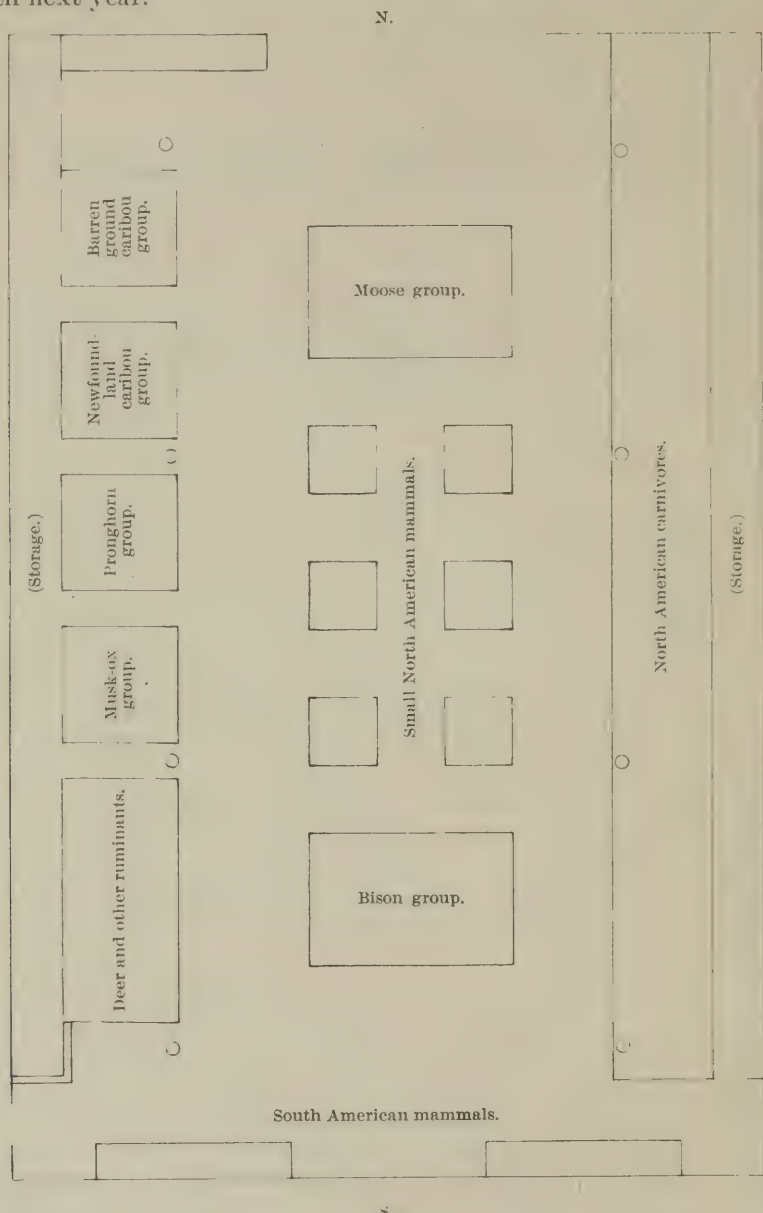 next year.
N.
Barren
ground
caribou
group.
Moose group.
Newfound-
land
caribou
group.
(Storage.)
Pronghorn
group.
Small North American mammals.
North American carnivores.
(Storage.)
Musk-ox
group.
Deer and other ruminants.
Bison group.
South American mammals.